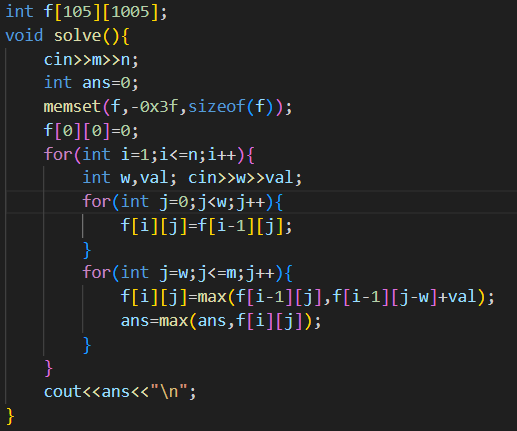 int f[105][1005];
void solve(){
    cin>>m>>n;
    int ans=0;
    memset(f,-0x3f,sizeof(f));
    f[0][0]=0;
    for(int i=1;i<=n;i++){
        int w,val; cin>>w>>val;
        for(int j=0;j<w;j++){
            f[i][j]=f[i-1][j];
        }
        for(int j=w;j<=m;j++){
            f[i][j]=max(f[i-1][j],f[i-1][j-w]+val);
            ans=max(ans,f[i][j]);
        }
    }
    cout<<ans<<"\n";
}